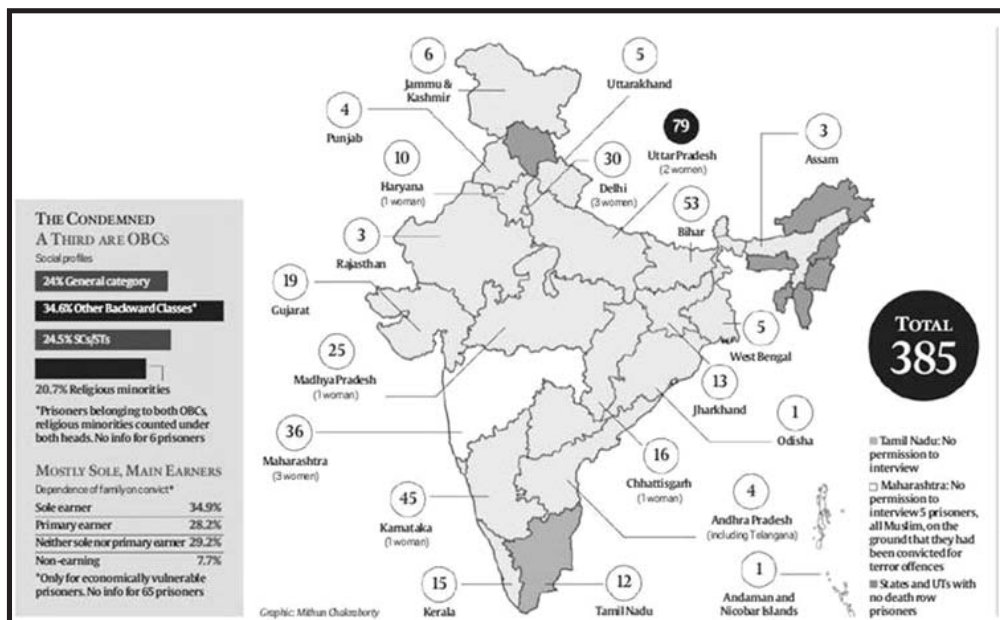 6
Jammu &
Kashmir
5
Uttarakhand
4
Punjab
79
Uttar Pradesh
(2 women)
3
Assam
10
Haryana
(1 woman)
30
Delhi
(3 women)
53
Bihar
3
Rajasthan
19
Gujarat
25
Madhya Pradesh
(1 woman)
5
West Bengal
13
Jharkhand
1
Odisha
36
Maharashtra
(3 women)
16
Chhattisgarh
(1 woman)
45
Karnataka
(1 woman)
4
Andhra Pradesh
(including Telangana)
15
Kerala
12
Tamil Nadu
1
Andaman and
Nicobar Islands
THE CONDEMNED
A THIRD ARE OBCs
Social profiles
24% General category
34.6% Other Backward Classes*
24.5% SCs/STs
20.7% Religious minorities
*Prisoners belonging to both OBCs,
religious minorities counted under
both heads. No info for 6 prisoners
MOSTLY SOLE, MAIN EARNERS
Dependence of family on convict*
Sole earner 34.9%
Primary earner 28.2%
Neither sole nor primary earner 29.2%
Non-earning 7.7%
*Only for economically vulnerable
prisoners. No info for 65 prisoners
Graphic: Mithun Chakraborty
TOTAL
385
Tamil Nadu: No
permission to
interview
Maharashtra: No
permission to
interview 5 prisoners,
all Muslim, on the
ground that they had
been convicted for
terror offences
States and UTs with
no death row
prisoners